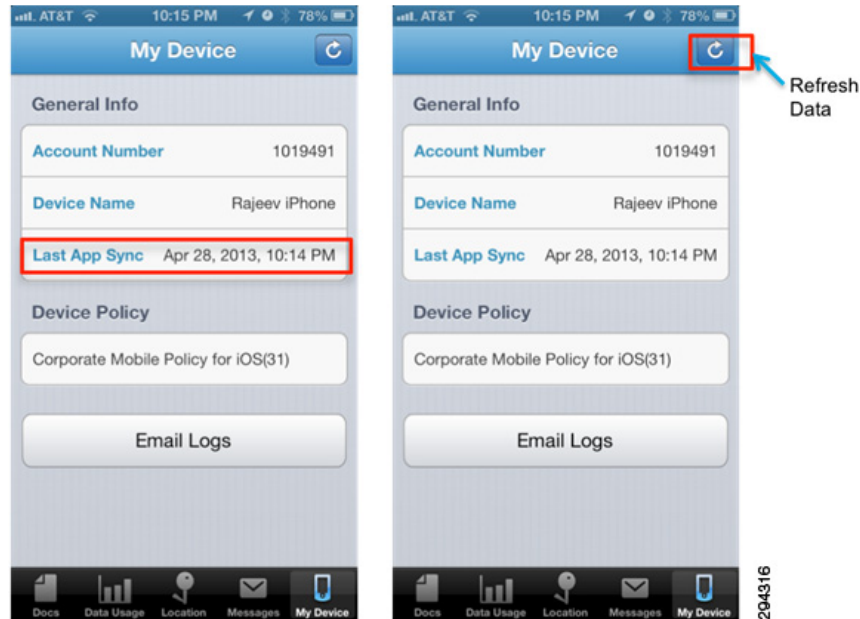 AT&T 10:15 PM 78%
My Device
General Info
Account Number 1019491
Device Name Rajeev iPhone
Last App Sync Apr 28, 2013, 10:14 PM
Device Policy
Corporate Mobile Policy for iOS(31)
Email Logs
Docs Data Usage Location Messages My Device
AT&T 10:15 PM 78%
My Device
General Info
Account Number 1019491
Device Name Rajeev iPhone
Last App Sync Apr 28, 2013, 10:14 PM
Device Policy
Corporate Mobile Policy for iOS(31)
Email Logs
Docs Data Usage Location Messages My Device
Refresh
Data
294316